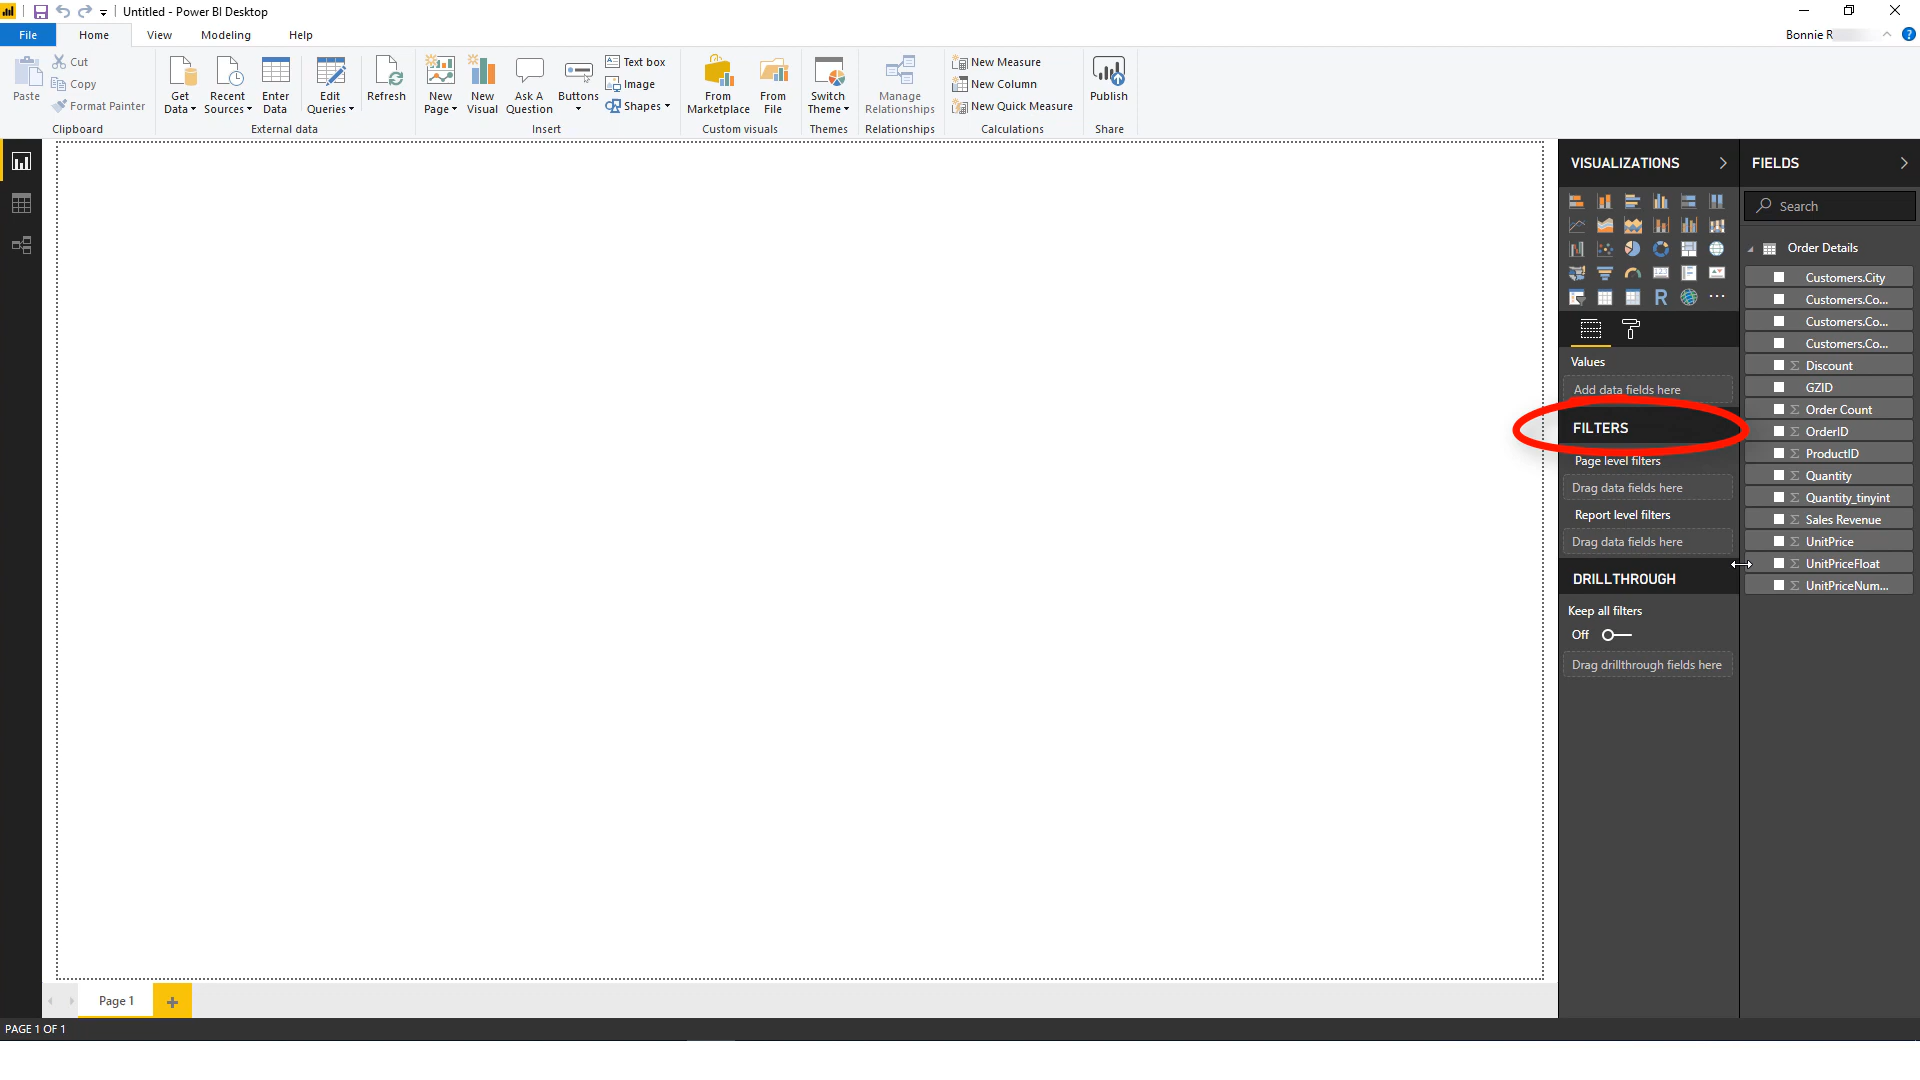 Untitled - Power BI Desktop
File Home View Modeling Help
Bonnie R
Paste
Cut
Copy
Format Painter
Clipboard
Get Data
Recent Sources
Enter Data
Edit Queries
Refresh
External data
New Page
New Visual
Ask A Question
Buttons
Text box
Image
Shapes
Insert
From Marketplace
From File
Custom visuals
Switch Theme
Themes
Manage Relationships
Relationships
New Measure
New Column
New Quick Measure
Calculations
Publish
Share
VISUALIZATIONS
R
Values
Add data fields here
FILTERS
Page level filters
Drag data fields here
Report level filters
Drag data fields here
DRILLTHROUGH
Keep all filters
Off
Drag drillthrough fields here
FIELDS
Search
Order Details
Customers.City
Customers.Co...
Customers.Co...
Customers.Co...
Σ Discount
GZID
Σ Order Count
Σ OrderID
Σ ProductID
Σ Quantity
Σ Quantity_tinyint
Σ Sales Revenue
Σ UnitPrice
Σ UnitPriceFloat
Σ UnitPriceNum...
Page 1
PAGE 1 OF 1